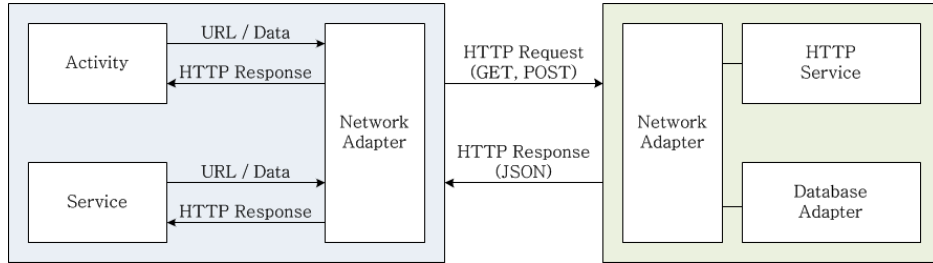 Activity
URL / Data
HTTP Response
Service
URL / Data
HTTP Response
Network
Adapter
HTTP Request
(GET, POST)
HTTP Response
(JSON)
Network
Adapter
HTTP
Service
Database
Adapter